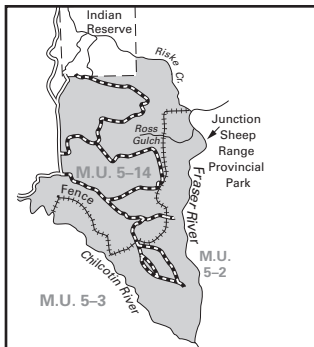 Indian
Reserve
Riske Cr.
Junction
Sheep
Range
Provincial
Park
Ross
Gulch
M.U. 5–14
Fence
Fraser River
M.U.
5–2
Chilcotin River
M.U. 5–3